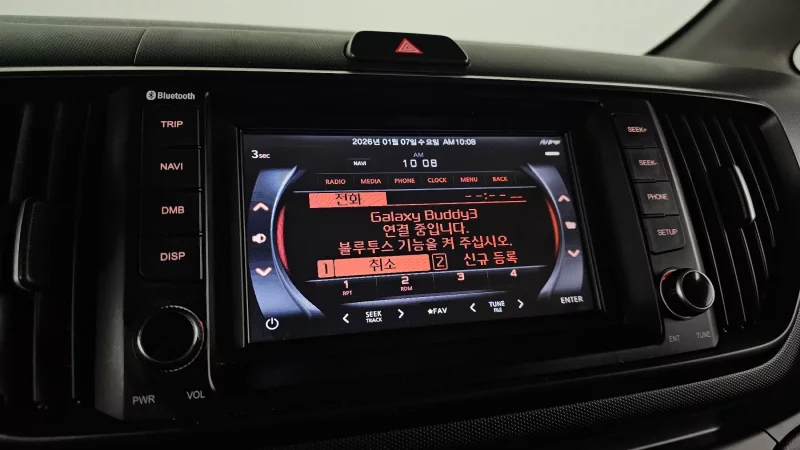 Bluetooth
TRIP
NAVI
DMB
DISP
PWR VOL
2026년 01월 07일 수요일 AM 10:08
3 SEC
NAVI
AM
10 08
RADIO MEDIA PHONE CLOCK MENU BACK
전화
--:--
Galaxy Buddy3
연결 중입니다.
블루투스 기능을 켜 주십시오.
1 취소 2 신규 등록
1 2 3 4
RPT RDM
< SEEK TRACK > ★FAV < TUNE FILE > ENTER
SEEK+
SEEK-
PHONE
SETUP
ENT TUNE